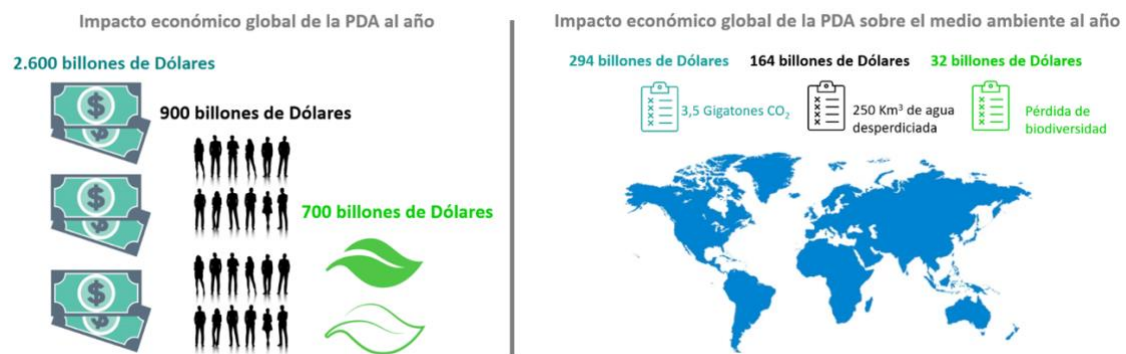 Impacto económico global de la PDA al año
2.600 billones de Dólares
900 billones de Dólares
700 billones de Dólares
Impacto económico global de la PDA sobre el medio ambiente al año
294 billones de Dólares
164 billones de Dólares
32 billones de Dólares
3,5 Gigatones CO₂
250 Km³ de agua
desperdiciada
Pérdida de
biodiversidad